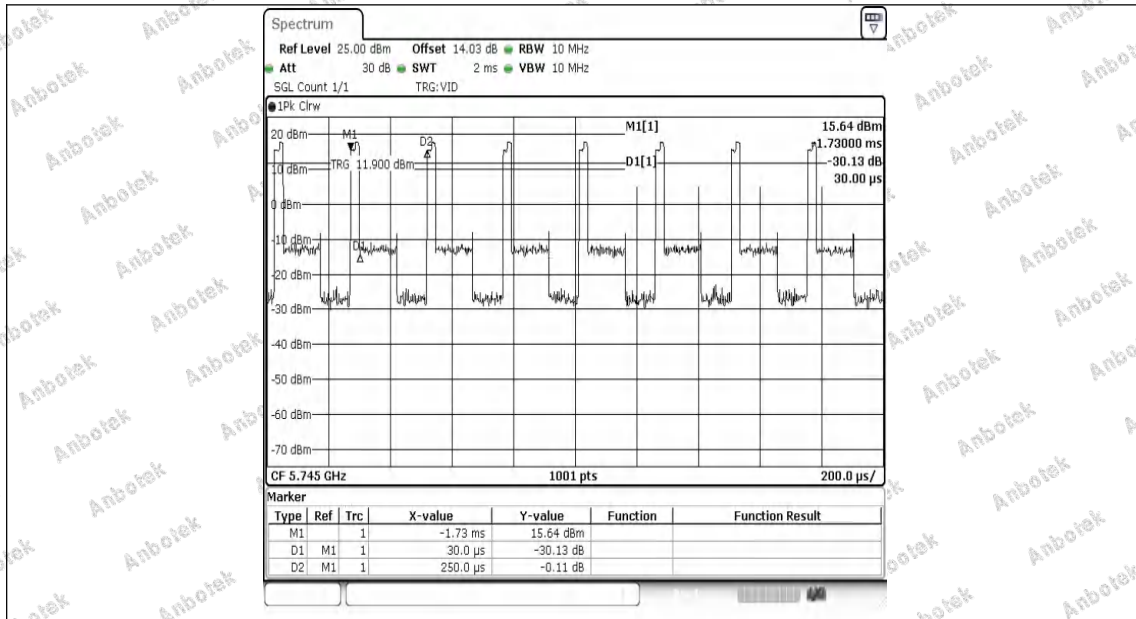 Spectrum
Ref Level 25.00 dBm Offset 14.03 dB RBW 10 MHz
Att 30 dB SWT 2 ms VBW 10 MHz
SGL Count 1/1 TRG:VID
1Pk Clrw
M1[1] 15.64 dBm
-1.73000 ms
D1[1] -30.13 dB
30.00 µs
20 dBm
M1
D2
TRG 11.900 dBm
10 dBm
0 dBm
-10 dBm
D1
-20 dBm
-30 dBm
-40 dBm
-50 dBm
-60 dBm
-70 dBm
CF 5.745 GHz 1001 pts 200.0 µs/
Marker
Type Ref Trc X-value Y-value Function Function Result
M1 1 -1.73 ms 15.64 dBm
D1 M1 1 30.0 µs -30.13 dB
D2 M1 1 250.0 µs -0.11 dB
Anbotek